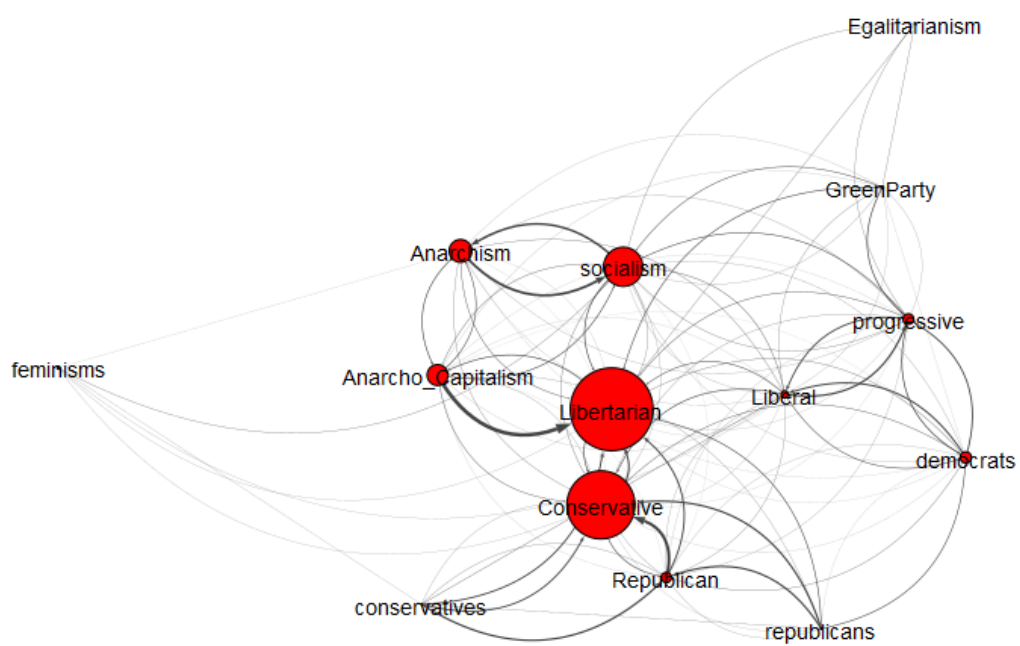 Egalitarianism
GreenParty
Anarchism
socialism
progressive
feminisms
Anarcho_Capitalism
Liberal
Libertarian
democrats
Conservative
Republican
conservatives
republicans